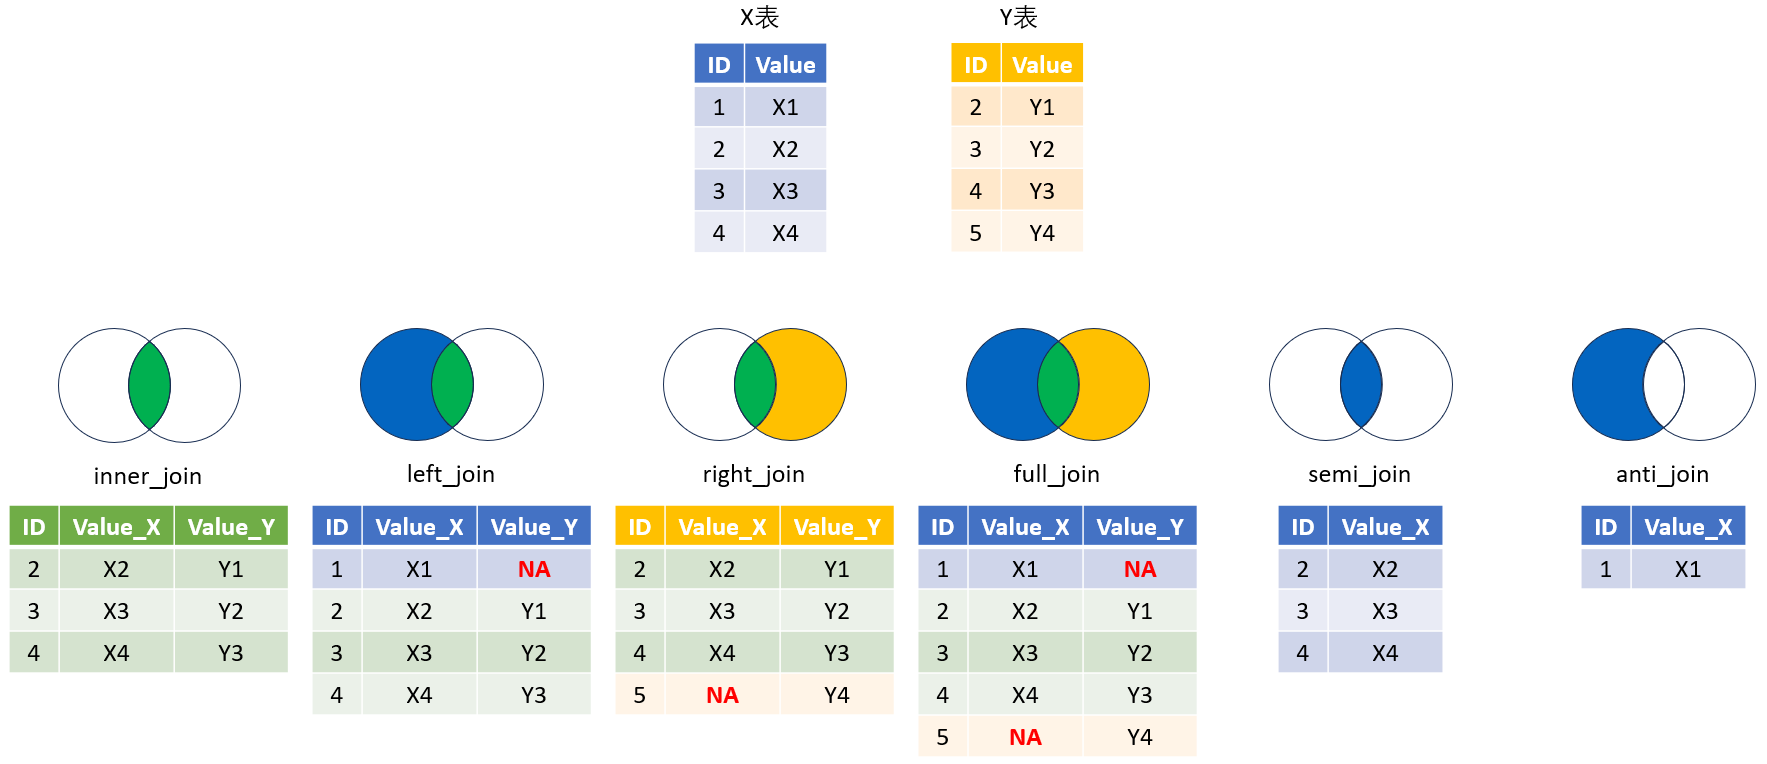 X表 Y表
ID Value ID Value
1 X1 2 Y1
2 X2 3 Y2
3 X3 4 Y3
4 X4 5 Y4
inner_join left_join right_join full_join semi_join anti_join
ID Value_X Value_Y ID Value_X Value_Y ID Value_X Value_Y ID Value_X Value_Y ID Value_X ID Value_X
2 X2 Y1 1 X1 NA 2 X2 Y1 1 X1 NA 2 X2 1 X1
3 X3 Y2 2 X2 Y1 3 X3 Y2 2 X2 Y1 3 X3
4 X4 Y3 3 X3 Y2 4 X4 Y3 3 X3 Y2 4 X4
4 X4 Y3 5 NA Y4 4 X4 Y3
5 NA Y4